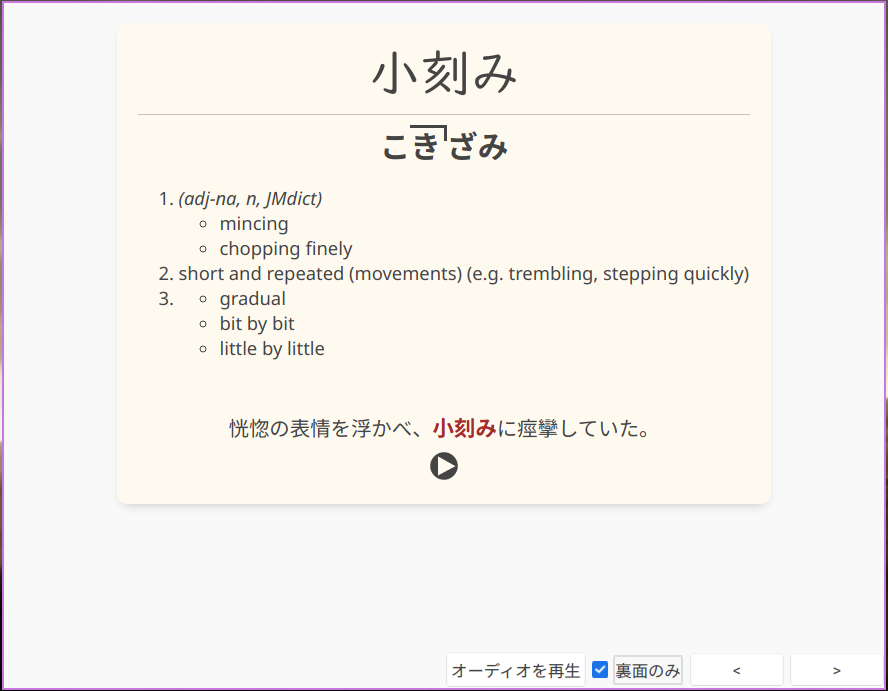 小刻み
こきざみ
1. (adj-na, n, JMdict)
◦ mincing
◦ chopping finely
2. short and repeated (movements) (e.g. trembling, stepping quickly)
3. ◦ gradual
◦ bit by bit
◦ little by little
恍惚の表情を浮かべ、小刻みに痙攣していた。
オーディオを再生 裏面のみ < >